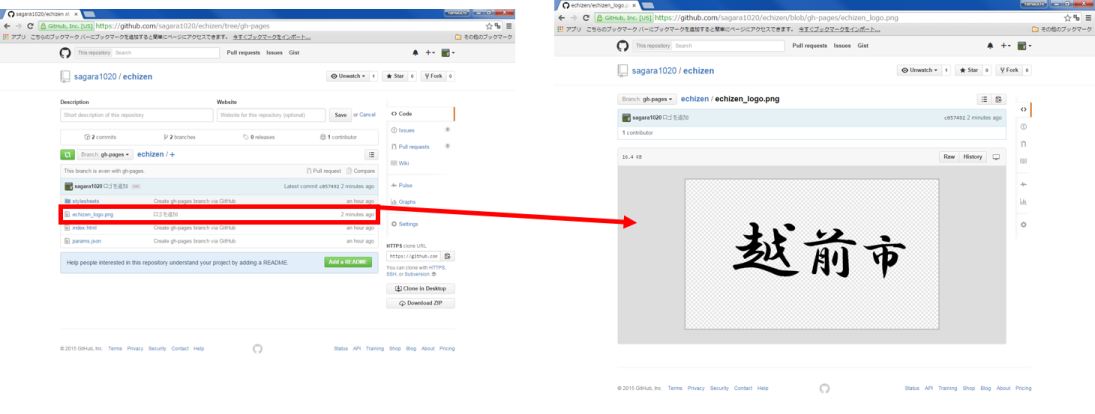 sagara1020/echizen at
GitHub, Inc. [US] https://github.com/sagara1020/echizen/tree/gh-pages
アプリ こちらのブックマーク バーにブックマークを追加すると簡単にページにアクセスできます。 今すぐブックマークをインポート...
その他のブックマーク
This repository Search Pull requests Issues Gist
sagara1020 / echizen
Unwatch 1 Star 0 Fork 0
Description Website
Short description of this repository Website for this repository (optional) Save or Cancel
2 commits 2 branches 0 releases 1 contributor
Branch: gh-pages echizen / +
This branch is even with gh-pages. Pull request Compare
sagara1020 ロゴを追加 Latest commit c057492 2 minutes ago
stylesheets Create gh-pages branch via GitHub an hour ago
echizen_logo.png ロゴを追加 2 minutes ago
index.html Create gh-pages branch via GitHub an hour ago
params.json Create gh-pages branch via GitHub an hour ago
Help people interested in this repository understand your project by adding a README. Add a README
Code
Issues 0
Pull requests 0
Wiki
Pulse
Graphs
Settings
HTTPS clone URL
https://github.com
You can clone with HTTPS,
SSH, or Subversion.
Clone in Desktop
Download ZIP
© 2015 GitHub, Inc. Terms Privacy Security Contact Help
Status API Training Shop Blog About Pricing
echizen/echizen_logo.p
GitHub, Inc. [US] https://github.com/sagara1020/echizen/blob/gh-pages/echizen_logo.png
アプリ こちらのブックマーク バーにブックマークを追加すると簡単にページにアクセスできます。 今すぐブックマークをインポート...
その他のブックマーク
This repository Search Pull requests Issues Gist
sagara1020 / echizen
Unwatch 1 Star 0 Fork 0
Branch: gh-pages echizen / echizen_logo.png
sagara1020 ロゴを追加 c057492 2 minutes ago
1 contributor
16.4 KB Raw History
越前市
© 2015 GitHub, Inc. Terms Privacy Security Contact Help
Status API Training Shop Blog About Pricing